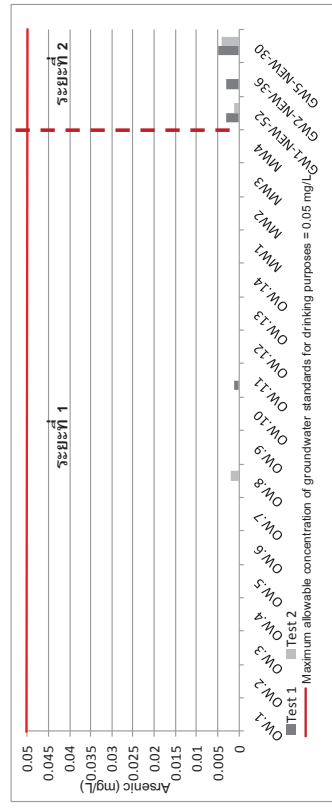 Arsenic (mg/L)
0.05
0.045
0.04
0.035
0.03
0.025
0.02
0.015
0.01
0.005
0
ระยะที่ 1
ระยะที่ 2
OW.1
OW.2
OW.3
OW.4
OW.5
OW.6
OW.7
OW.8
OW.9
OW.10
OW.11
OW.12
OW.13
OW.14
MW1
MW2
MW3
MW4
GW1-NEW-52
GW2-NEW-36
GW5-NEW-30
Test 1
Test 2
Maximum allowable concentration of groundwater standards for drinking purposes = 0.05 mg/L